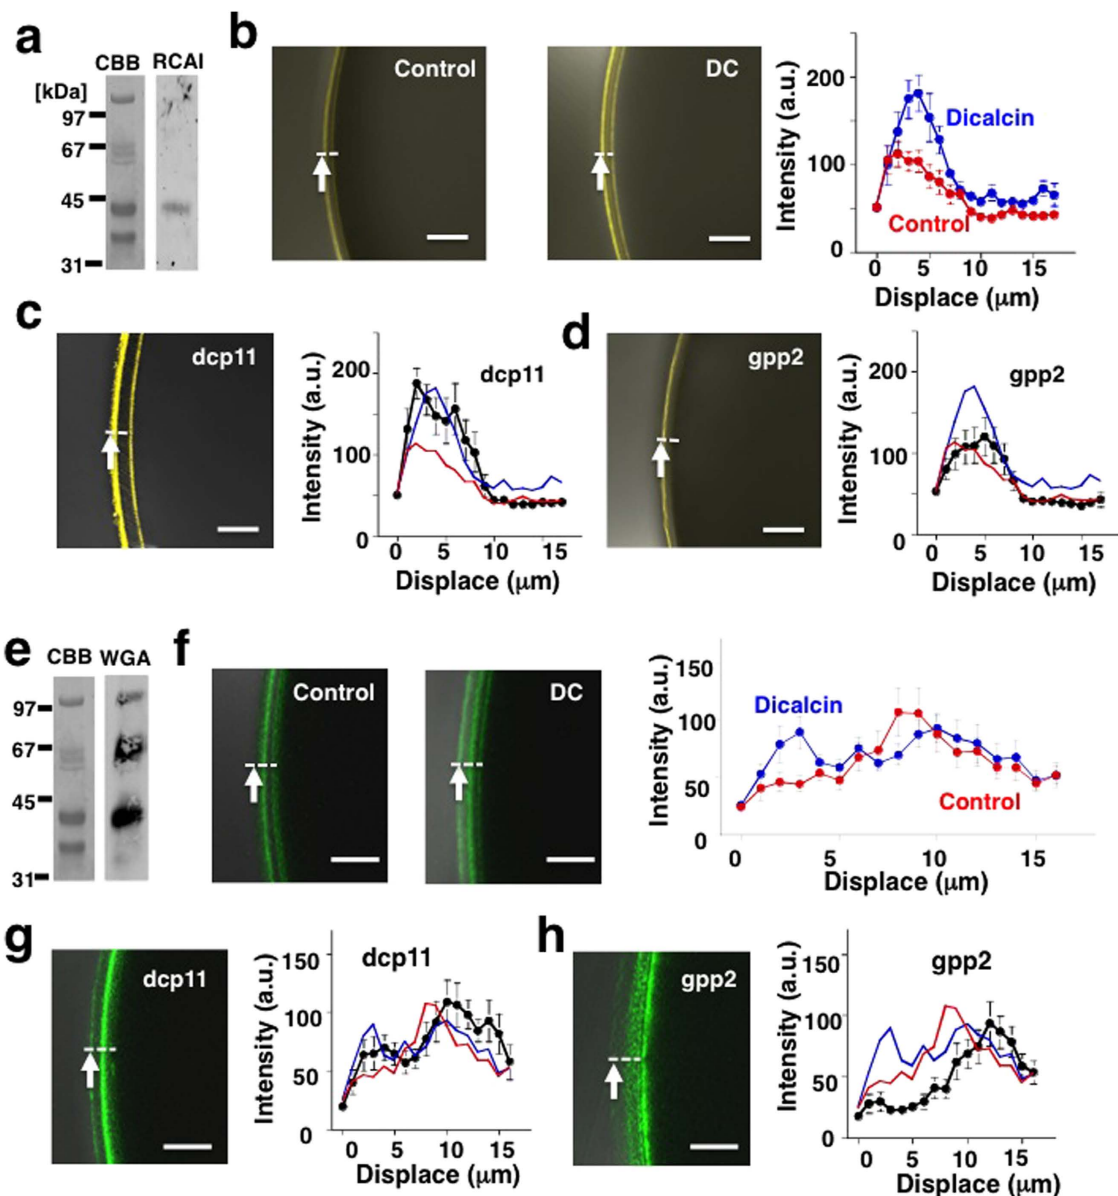 a
CBB RCAI
[kDa]
97
67
45
31
b
Control
DC
Intensity (a.u.)
200
100
0
Dicalcin
Control
0 5 10 15
Displace (μm)
c
dcp11
Intensity (a.u.)
200
100
0
dcp11
0 5 10 15
Displace (μm)
d
gpp2
Intensity (a.u.)
200
100
0
gpp2
0 5 10 15
Displace (μm)
e
CBB WGA
97
67
45
31
f
Control
DC
Intensity (a.u.)
150
100
50
0
Dicalcin
Control
0 5 10 15
Displace (μm)
g
dcp11
Intensity (a.u.)
150
100
50
0
dcp11
0 5 10 15
Displace (μm)
h
gpp2
Intensity (a.u.)
150
100
50
0
gpp2
0 5 10 15
Displace (μm)